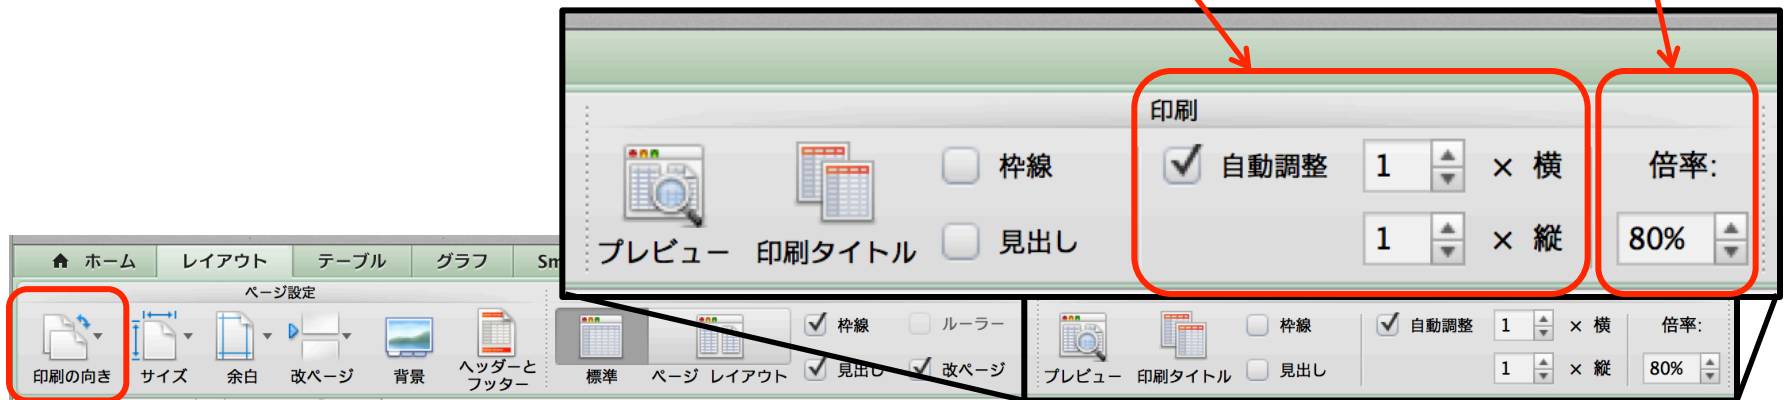 印刷
枠線
自動調整
1
× 横
倍率:
プレビュー
印刷タイトル
見出し
1
× 縦
80%
ホーム
レイアウト
テーブル
グラフ
Sm
ページ設定
印刷の向き
サイズ
余白
改ページ
背景
ヘッダーと
フッター
標準
ページ レイアウト
枠線
ルーラー
見出し
改ページ
プレビュー
印刷タイトル
枠線
見出し
自動調整
1
× 横
1
× 縦
倍率:
80%